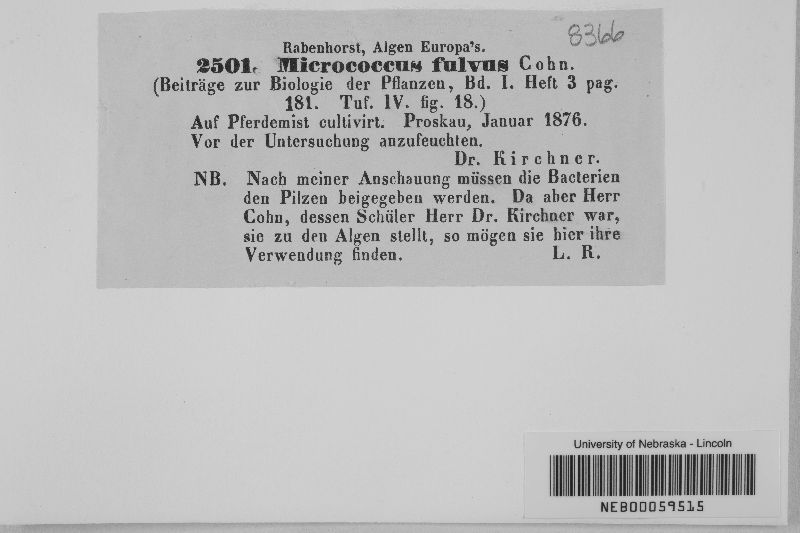 8366
Rabenhorst, Algen Europa's.
2501. Micrococcus fulvus Cohn.
(Beiträge zur Biologie der Pflanzen, Bd. I. Heft 3 pag.
181. Taf. IV. fig. 18.)
Auf Pferdemist cultivirt. Proskau, Januar 1876.
Vor der Untersuchung anzufeuchten.
Dr. Kirchner.
NB. Nach meiner Anschauung müssen die Bacterien
den Pilzen beigegeben werden. Da aber Herr
Cohn, dessen Schüler Herr Dr. Kirchner war,
sie zu den Algen stellt, so mögen sie hier ihre
Verwendung finden. L. R.
University of Nebraska - Lincoln
NEB00059515